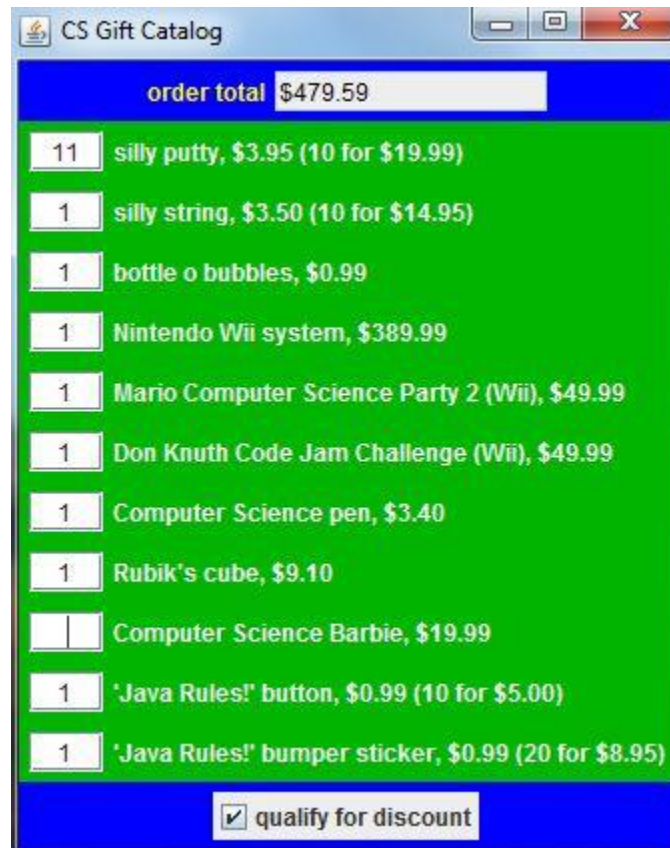 CS Gift Catalog
order total $479.59
11 silly putty, $3.95 (10 for $19.99)
1 silly string, $3.50 (10 for $14.95)
1 bottle o bubbles, $0.99
1 Nintendo Wii system, $389.99
1 Mario Computer Science Party 2 (Wii), $49.99
1 Don Knuth Code Jam Challenge (Wii), $49.99
1 Computer Science pen, $3.40
1 Rubik's cube, $9.10
Computer Science Barbie, $19.99
1 'Java Rules!' button, $0.99 (10 for $5.00)
1 'Java Rules!' bumper sticker, $0.99 (20 for $8.95)
qualify for discount